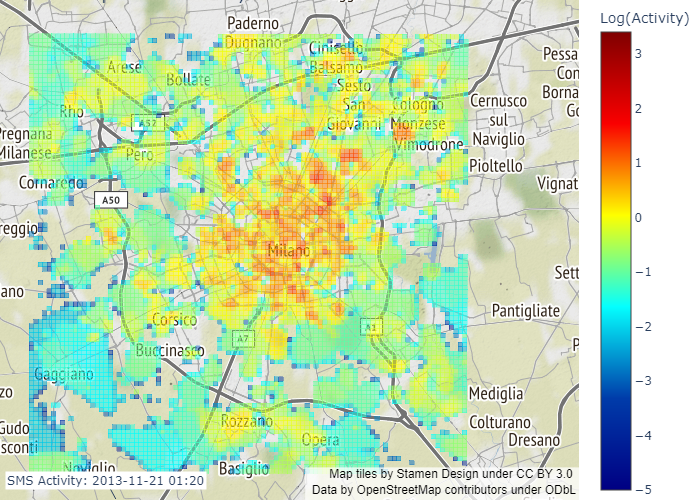 Paderno
Dugnano
Cinisello
Balsamo
Arese
Bollate
Sesto
San
Giovanni
Cologno
Monzese
Cernusco
sul
Naviglio
Pessa
Con
Borna
Go
Rho
A52
Pregnana
Milanese
Pero
Vimodrone
Pioltello
Cornaredo
Vignat
A50
reggio
Milano
Sett
ano
Pantigliate
Corsico
A7
A1
Buccinasco
Gaggiano
zo
Mediglia
Rozzano
Colturano
Gudo
sconti
Opera
Dresano
Noviglio
Basiglio
SMS Activity: 2013-11-21 01:20
Map tiles by Stamen Design under CC BY 3.0
Data by OpenStreetMap contributors under ODbL
Log(Activity)
3
2
1
0
−1
−2
−3
−4
−5